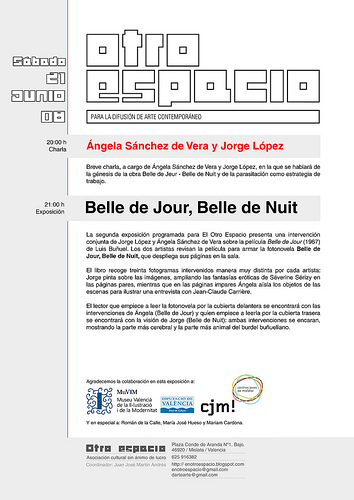 Sábado
21
Junio
08
otro
espacio
PARA LA DIFUSIÓN DE ARTE CONTEMPORÁNEO
20:00 h
Charla
Ángela Sánchez de Vera y Jorge López
Breve charla, a cargo de Ángela Sánchez de Vera y Jorge López, en la que se hablará de
la génesis de la obra Belle de Jeur - Belle de Nuit y de la parasitación como estrategia de
trabajo.
21:00 h
Exposición
Belle de Jour, Belle de Nuit
La segunda exposición programada para El Otro Espacio presenta una intervención
conjunta de Jorge López y Ángela Sánchez de Vera sobre la película Belle de Jour (1967)
de Luis Buñuel. Los dos artistas revisan la película para armar la fotonovela Belle de
Jour, Belle de Nuit, que despliega sus páginas en la sala.
El libro recoge treinta fotogramas intervenidos manera muy distinta por cada artista:
Jorge pinta sobre las imágenes, ampliando las fantasías eróticas de Séverine Sérizy en
las páginas pares, mientras que en las páginas impares Ángela aísla los objetos de las
escenas para ilustrar una entrevista con Jean-Claude Carrière.
El lector que empiece a leer la fotonovela por la cubierta delantera se encontrará con las
intervenciones de Ángela (Belle de Jour) y quien empiece a leerla por la cubierta trasera
se encontrará con la visión de Jorge (Belle de Nuit): ambas intervenciones se encaran,
mostrando la parte más cerebral y la parte más animal del burdel buñueliano.
Agradecemos la colaboración en esta exposición a:
MuVIM
Museu Valencià
de la Il·lustració
i de la Modernitat
DIPUTACIÓ DE
VALÈNCIA
cjm!
Y en especial a: Román de la Calle, María José Hueso y Mariam Cardona.
Otro espacio
Asociación cultural sin ánimo de lucro
Coordinador: Juan José Martín Andrés
Plaza Conde de Aranda Nº1, Bajo.
46920 / Mislata / Valencia
625 916382
http:// enotroespacio.blogspot.com
enotroespacio@gmail.com
dartearte@gmail.com